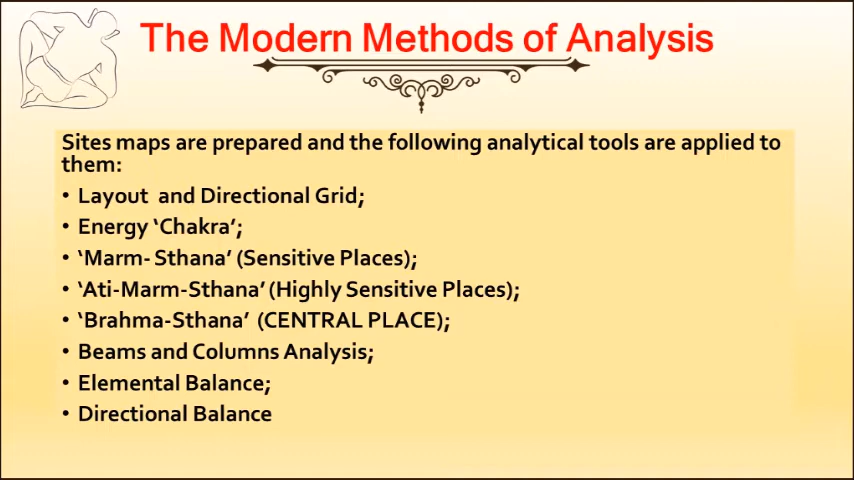 The Modern Methods of Analysis
Sites maps are prepared and the following analytical tools are applied to
them:
• Layout and Directional Grid;
• Energy ‘Chakra’;
• ‘Marm- Sthana’ (Sensitive Places);
• ‘Ati-Marm-Sthana’ (Highly Sensitive Places);
• ‘Brahma-Sthana’ (CENTRAL PLACE);
• Beams and Columns Analysis;
• Elemental Balance;
• Directional Balance